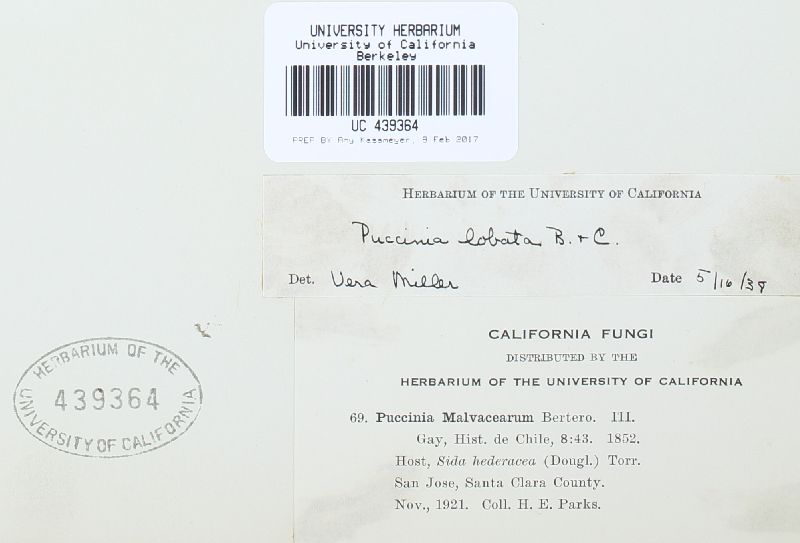 UNIVERSITY HERBARIUM
University of California
Berkeley
UC 439364
PREP BY Amy Kassmeyer, 9 Feb 2017
HERBARIUM OF THE UNIVERSITY OF CALIFORNIA
Puccinia lobata B. + C.
Det. Vera Miller Date 5/16/38
HERBARIUM OF THE
439364
UNIVERSITY OF CALIFORNIA
CALIFORNIA FUNGI
DISTRIBUTED BY THE
HERBARIUM OF THE UNIVERSITY OF CALIFORNIA
69. Puccinia Malvacearum Bertero. III.
Gay, Hist. de Chile, 8:43. 1852.
Host, Sida hederacea (Dougl.) Torr.
San Jose, Santa Clara County.
Nov., 1921. Coll. H. E. Parks.